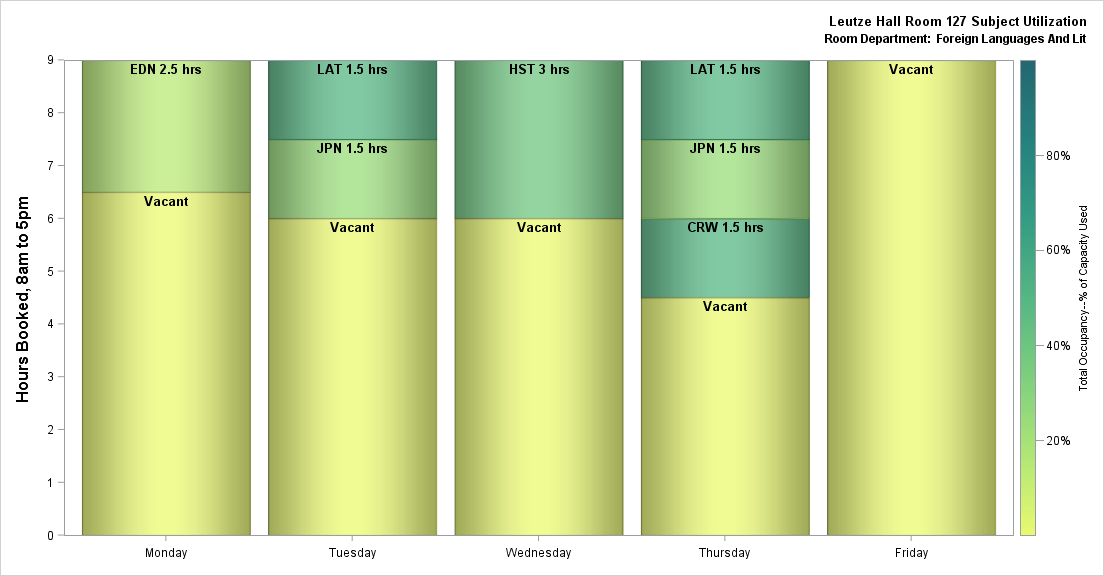 Leutze Hall Room 127 Subject Utilization
Room Department: Foreign Languages And Lit
Hours Booked, 8am to 5pm
9
8
7
6
5
4
3
2
1
0
EDN 2.5 hrs
Vacant
LAT 1.5 hrs
JPN 1.5 hrs
Vacant
HST 3 hrs
Vacant
LAT 1.5 hrs
JPN 1.5 hrs
CRW 1.5 hrs
Vacant
Vacant
Monday
Tuesday
Wednesday
Thursday
Friday
80%
60%
40%
20%
Total Occupancy--% of Capacity Used